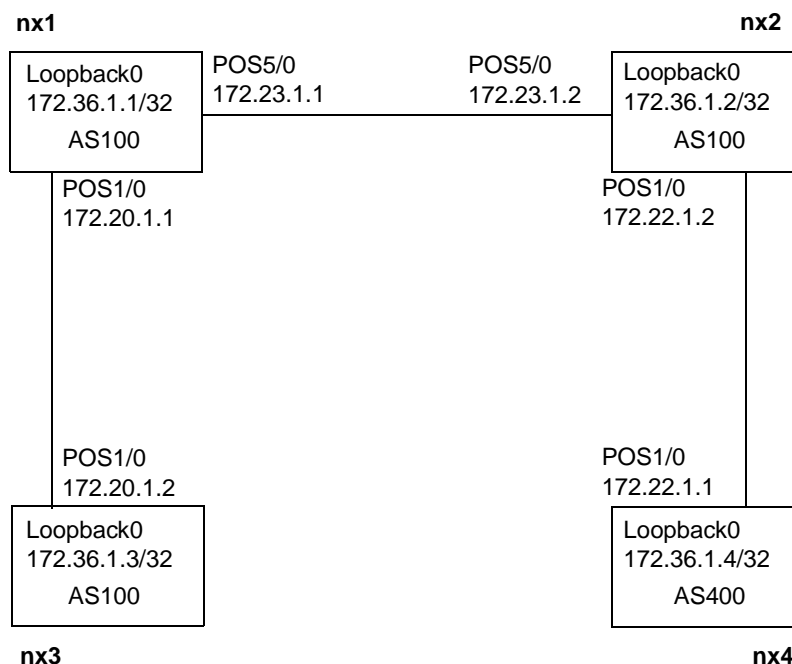 nx1
nx2
Loopback0
172.36.1.1/32
AS100
POS5/0
172.23.1.1
POS5/0
172.23.1.2
Loopback0
172.36.1.2/32
AS100
POS1/0
172.20.1.1
POS1/0
172.22.1.2
POS1/0
172.20.1.2
POS1/0
172.22.1.1
Loopback0
172.36.1.3/32
AS100
Loopback0
172.36.1.4/32
AS400
nx3
nx4